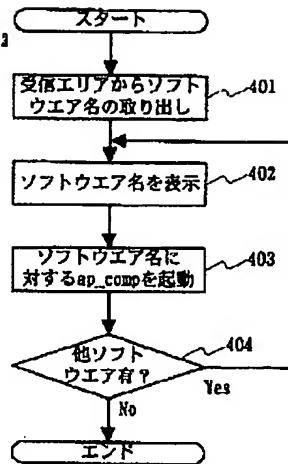 スタート
受信エリアからソフト
ウエア名の取り出し
401
ソフトウエア名を表示
402
ソフトウエア名に
対するap_compを起動
403
他ソフト
ウエア有?
404
Yes
No
エンド